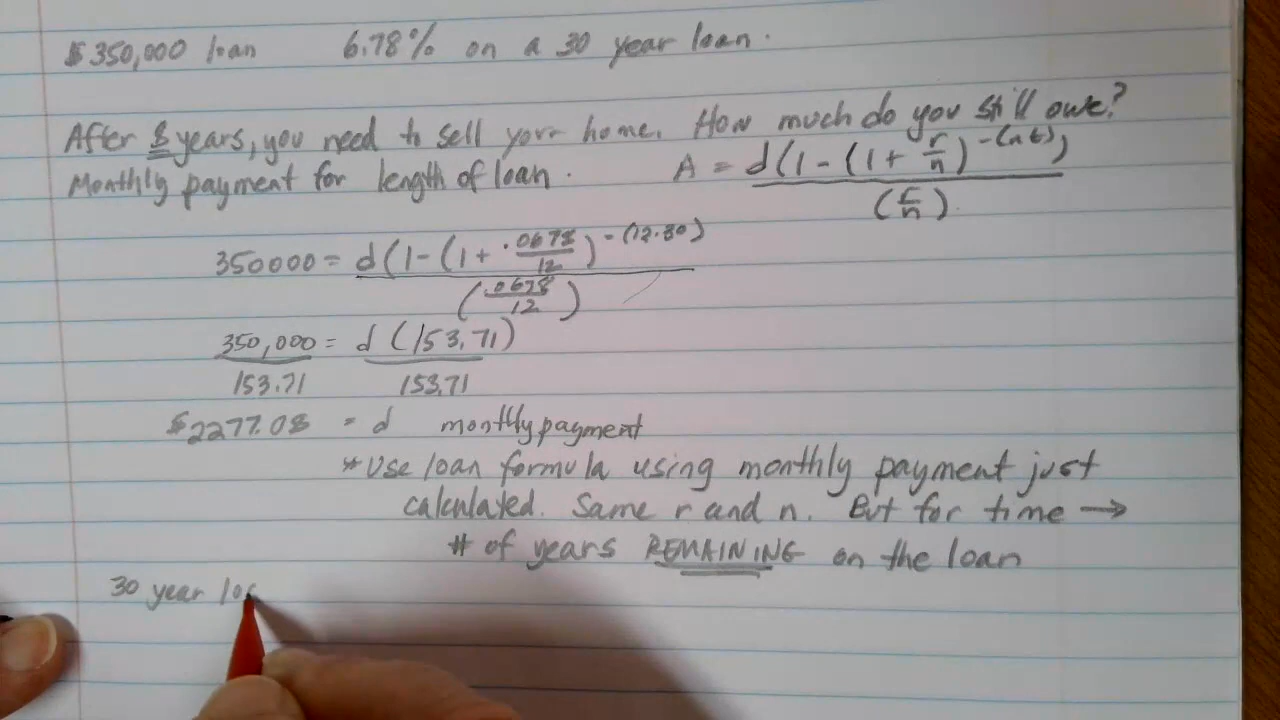 $350,000 loan 6.78% on a 30 year loan.
After 8 years, you need to sell your home. How much do you still owe?
Monthly payment for length of loan. A = d(1-(1+ r/n)^-(nt))/(r/n)
350000 = d(1-(1+ .0678/12)^-(12·30))/(.0678/12)
350,000/153.71 = d(153.71)/153.71
$2277.08 = d monthly payment
*Use loan formula using monthly payment just
calculated. Same r and n. But for time →
# of years REMAINING on the loan
30 year loa